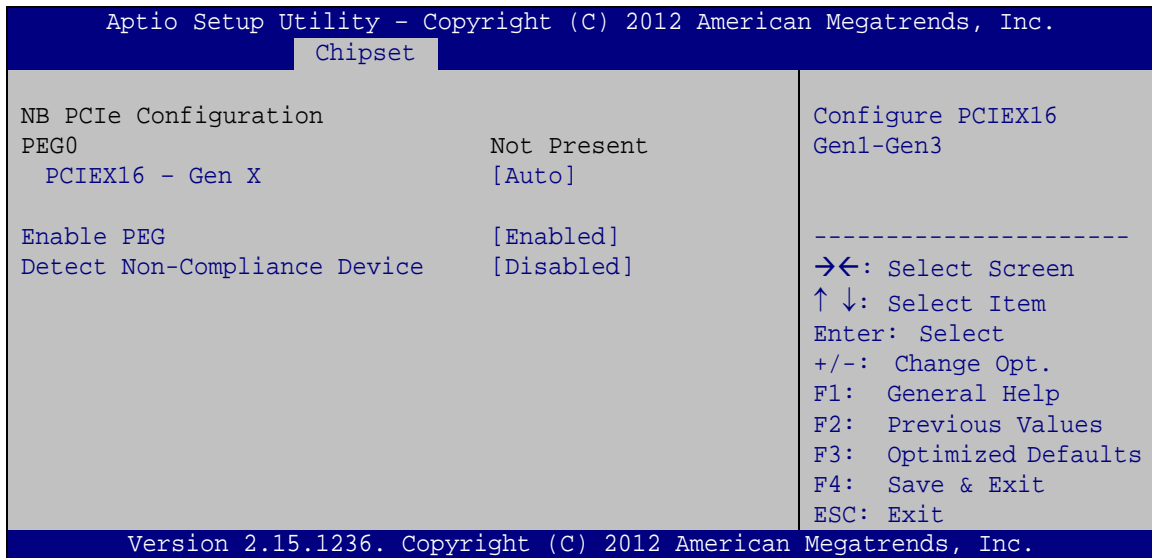 Aptio Setup Utility – Copyright (C) 2012 American Megatrends, Inc.
Chipset
NB PCIe Configuration
PEG0 Not Present
PCIEX16 – Gen X [Auto]
Enable PEG [Enabled]
Detect Non-Compliance Device [Disabled]
Configure PCIEX16
Gen1-Gen3
----------------------
→←: Select Screen
↑ ↓: Select Item
Enter: Select
+/-: Change Opt.
F1: General Help
F2: Previous Values
F3: Optimized Defaults
F4: Save & Exit
ESC: Exit
Version 2.15.1236. Copyright (C) 2012 American Megatrends, Inc.